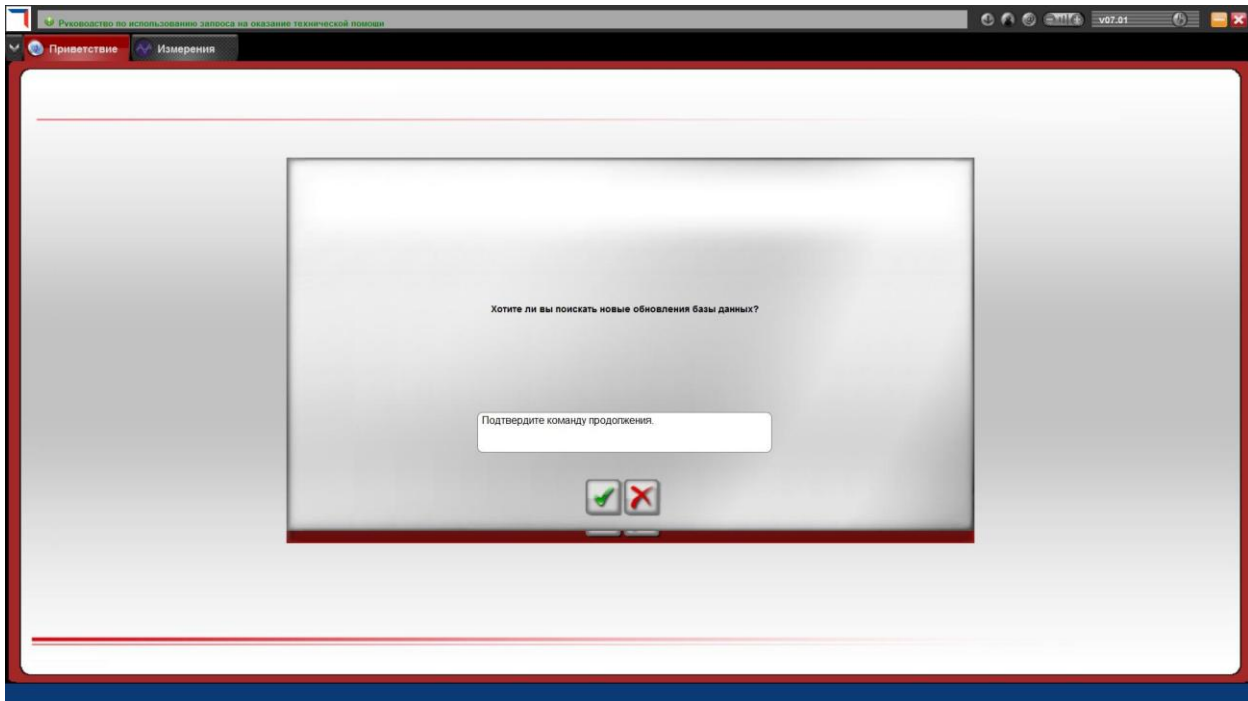 Руководство по использованию запроса на оказание технической помощи
v07.01
Приветствие
Измерения
Хотите ли вы поискать новые обновления базы данных?
Подтвердите команду продолжения.